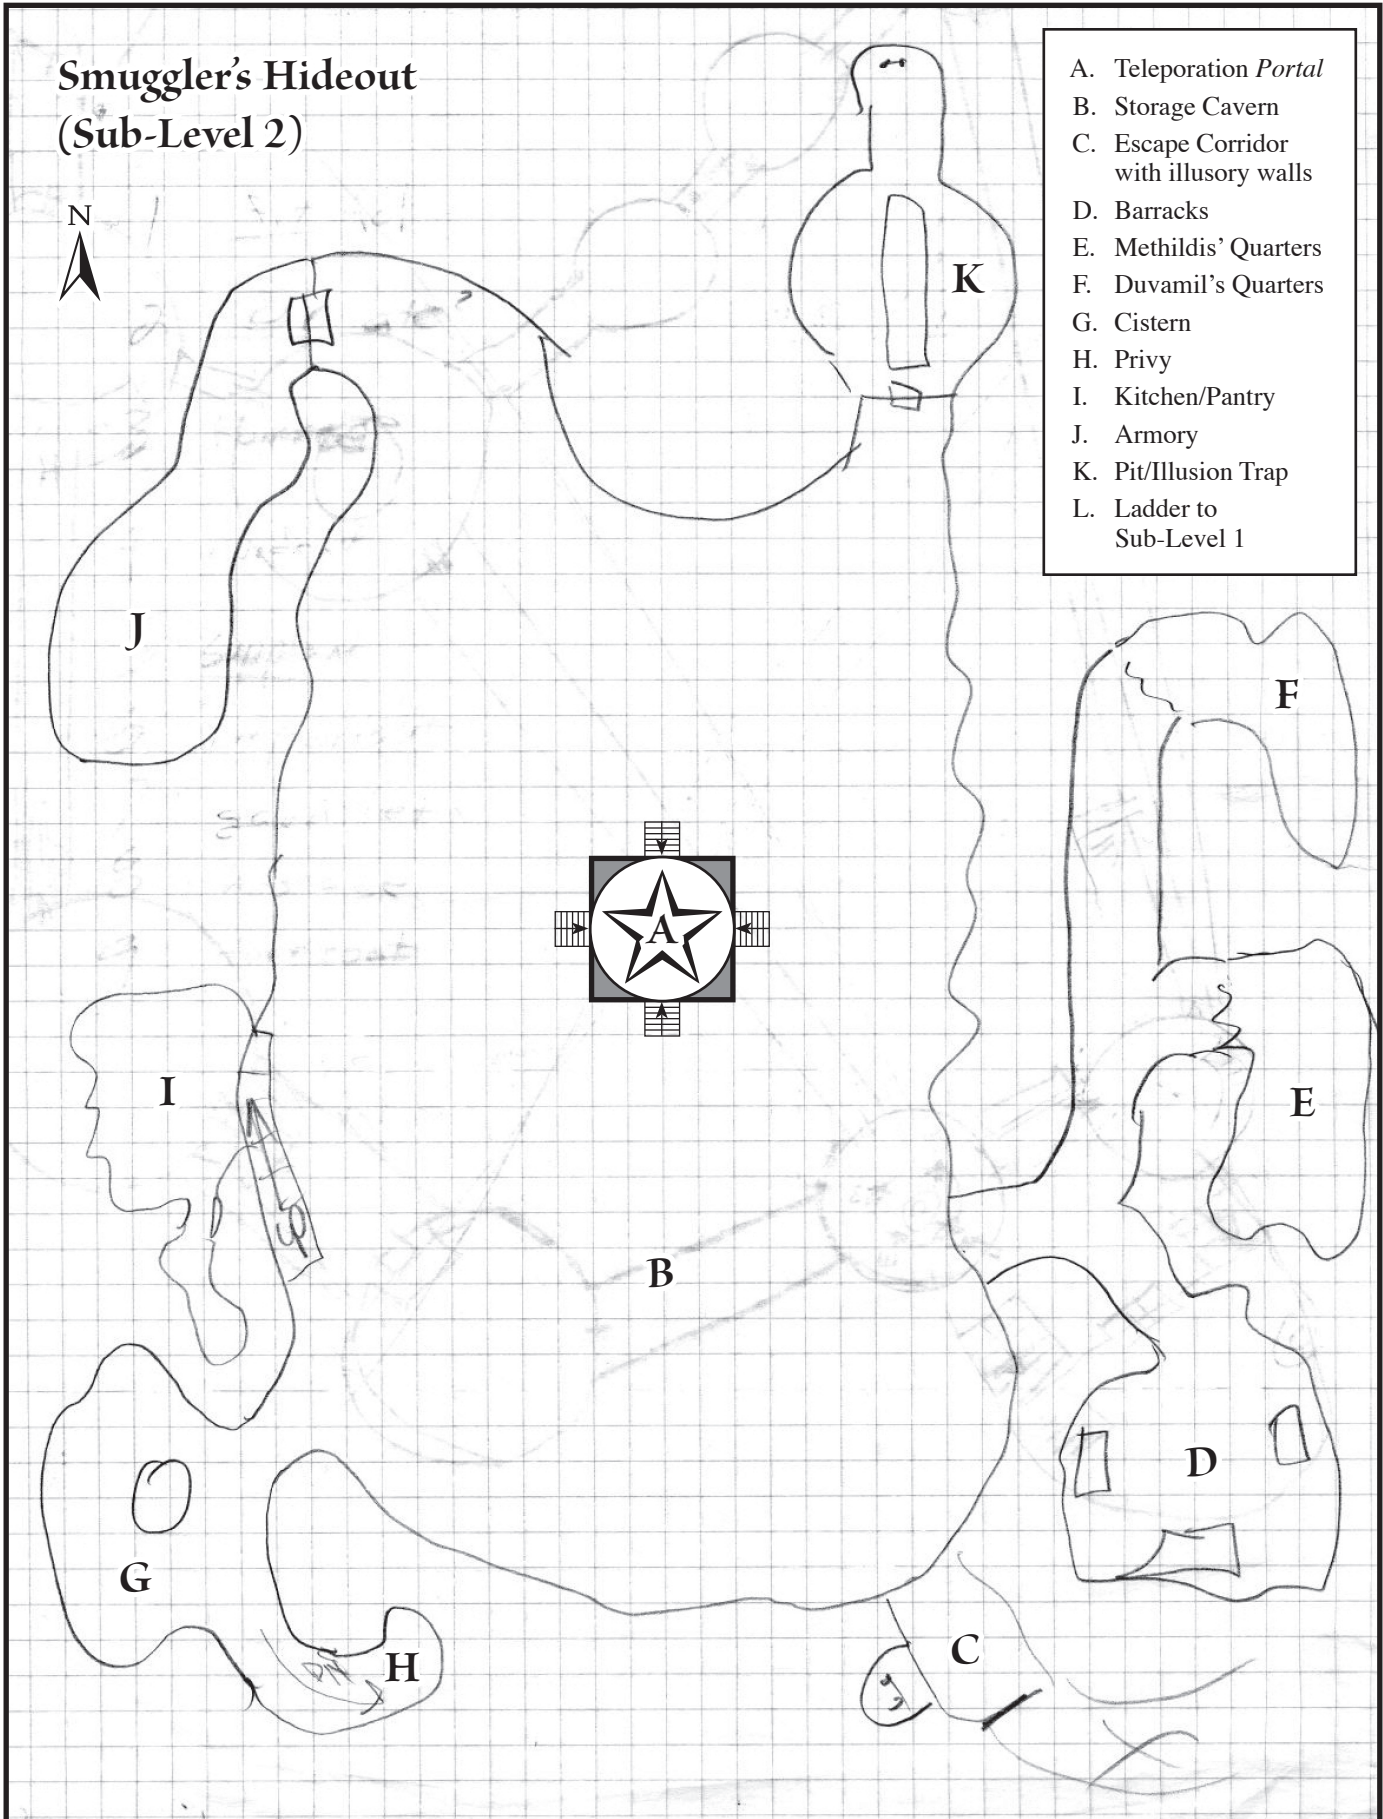 Smuggler's Hideout
(Sub-Level 2)
N
A. Teleporation Portal
B. Storage Cavern
C. Escape Corridor
with illusory walls
D. Barracks
E. Methildis' Quarters
F. Duvamil's Quarters
G. Cistern
H. Privy
I. Kitchen/Pantry
J. Armory
K. Pit/Illusion Trap
L. Ladder to
Sub-Level 1
K
J
F
A
I
E
B
D
G
C
H
DN